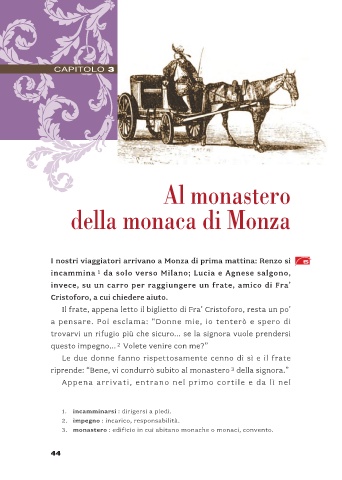 CAPITOLO 3
Al monastero
della monaca di Monza
I nostri viaggiatori arrivano a Monza di prima mattina: Renzo si
incammina 1 da solo verso Milano; Lucia e Agnese salgono,
invece, su un carro per raggiungere un frate, amico di Fra'
Cristoforo, a cui chiedere aiuto.
Il frate, appena letto il biglietto di Fra' Cristoforo, resta un po'
a pensare. Poi esclama: "Donne mie, io tenterò e spero di
trovarvi un rifugio più che sicuro... se la signora vuole prendersi
questo impegno... 2 Volete venire con me?"
Le due donne fanno rispettosamente cenno di sì e il frate
riprende: "Bene, vi condurrò subito al monastero 3 della signora."
Appena arrivati, entrano nel primo cortile e da lì nel
1. incamminarsi : dirigersi a piedi.
2. impegno : incarico, responsabilità.
3. monastero : edificio in cui abitano monache o monaci, convento.
44